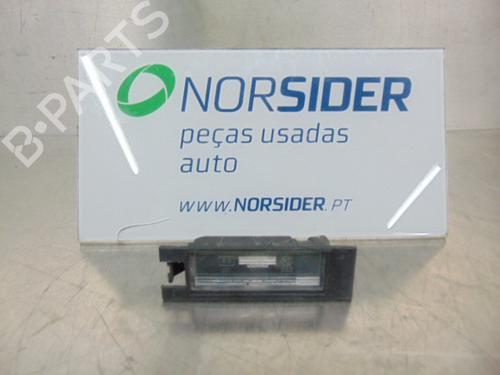 B-PARTS
NORSIDER
peças usadas
auto
www.NORSIDER.PT